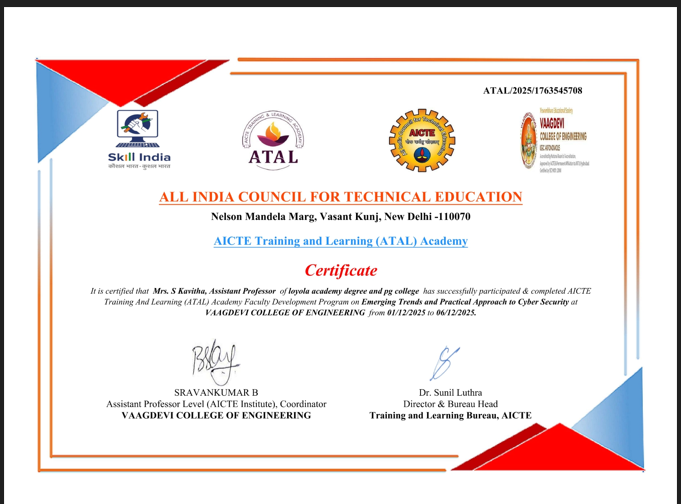 ATAL/2025/1763545708
Skill India
कौशल भारत - कुशल भारत
AICTE TRAINING & LEARNING ACADEMY
ATAL
AICTE
VAAGDEVI
COLLEGE OF ENGINEERING
ALL INDIA COUNCIL FOR TECHNICAL EDUCATION
Nelson Mandela Marg, Vasant Kunj, New Delhi -110070
AICTE Training and Learning (ATAL) Academy
Certificate
It is certified that Mrs. S Kavitha, Assistant Professor of loyola academy degree and pg college has successfully participated & completed AICTE
Training And Learning (ATAL) Academy Faculty Development Program on Emerging Trends and Practical Approach to Cyber Security at
VAAGDEVI COLLEGE OF ENGINEERING from 01/12/2025 to 06/12/2025.
SRAVANKUMAR B
Assistant Professor Level (AICTE Institute), Coordinator
VAAGDEVI COLLEGE OF ENGINEERING
Dr. Sunil Luthra
Director & Bureau Head
Training and Learning Bureau, AICTE